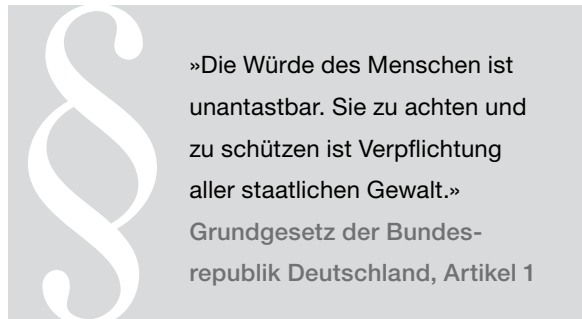 §
»Die Würde des Menschen ist
unantastbar. Sie zu achten und
zu schützen ist Verpflichtung
aller staatlichen Gewalt.»
Grundgesetz der Bundes-
republik Deutschland, Artikel 1